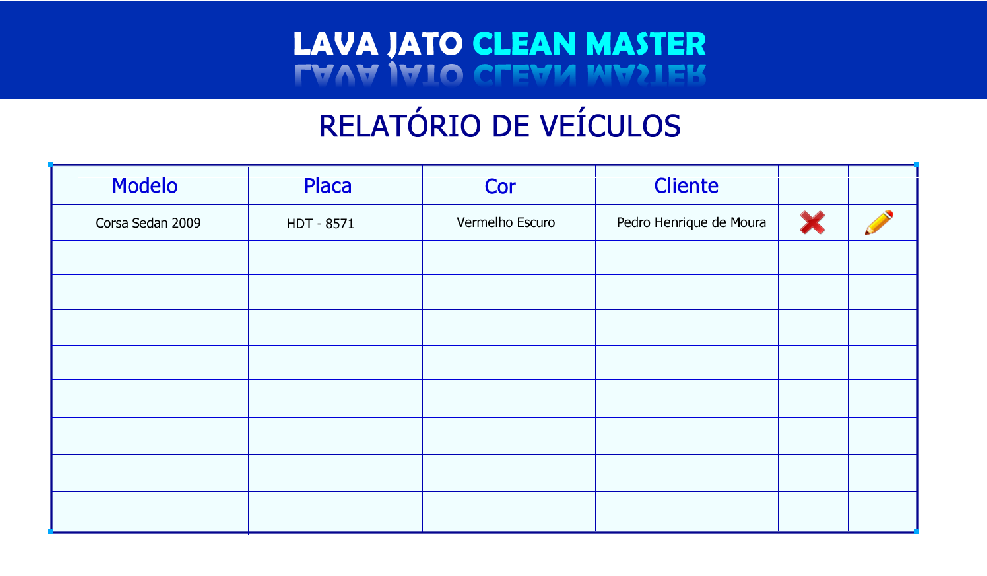 LAVA JATO CLEAN MASTER
RELATÓRIO DE VEÍCULOS
Modelo Placa Cor Cliente
Corsa Sedan 2009 HDT - 8571 Vermelho Escuro Pedro Henrique de Moura